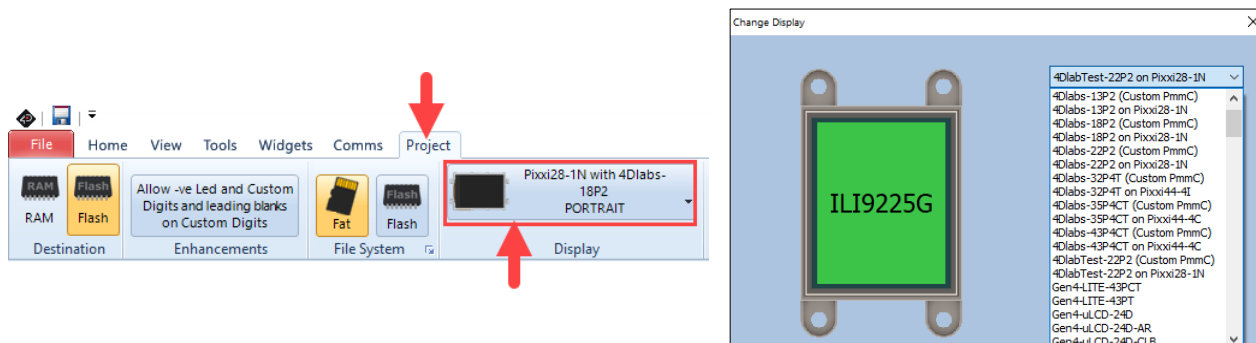 File Home View Tools Widgets Comms Project
RAM
Flash
RAM
Flash
Destination
Allow -ve Led and Custom
Digits and leading blanks
on Custom Digits
Enhancements
Fat
Flash
Flash
File System
Pixxi28-1N with 4Dlabs-
18P2
PORTRAIT
Display
Change Display
ILI9225G
4DlabTest-22P2 on Pixxi28-1N
4Dlabs-13P2 (Custom PmmC)
4Dlabs-13P2 on Pixxi28-1N
4Dlabs-18P2 (Custom PmmC)
4Dlabs-18P2 on Pixxi28-1N
4Dlabs-22P2 (Custom PmmC)
4Dlabs-22P2 on Pixxi28-1N
4Dlabs-32P4T (Custom PmmC)
4Dlabs-32P4T on Pixxi44-4I
4Dlabs-35P4CT (Custom PmmC)
4Dlabs-35P4CT on Pixxi44-4C
4Dlabs-43P4CT (Custom PmmC)
4Dlabs-43P4CT on Pixxi44-4C
4DlabTest-22P2 (Custom PmmC)
4DlabTest-22P2 on Pixxi28-1N
Gen4-LITE-43PCT
Gen4-LITE-43PT
Gen4-uLCD-24D
Gen4-uLCD-24D-AR
Gen4-uLCD-24D-CLB